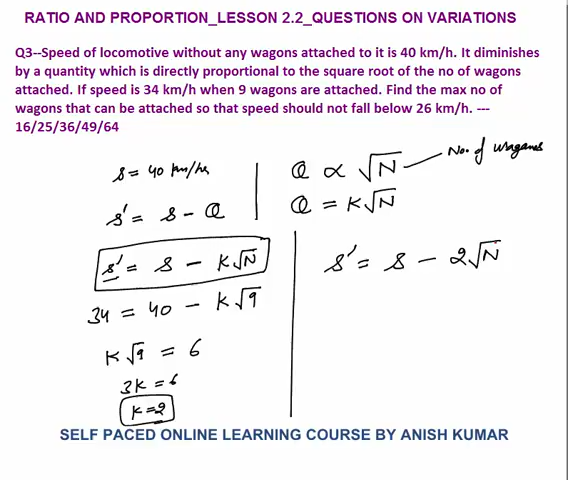 RATIO AND PROPORTION_LESSON 2.2_QUESTIONS ON VARIATIONS
Q3--Speed of locomotive without any wagons attached to it is 40 km/h. It diminishes
by a quantity which is directly proportional to the square root of the no of wagons
attached. If speed is 34 km/h when 9 wagons are attached. Find the max no of
wagons that can be attached so that speed should not fall below 26 km/h. ---
16/25/36/49/64
s = 40 km/hr
s' = s - Q
s' = s - K√N
34 = 40 - K√9
K√9 = 6
3K = 6
K = 2
Q ∝ √N
No. of wagons
Q = K√N
s' = s - 2√N
SELF PACED ONLINE LEARNING COURSE BY ANISH KUMAR